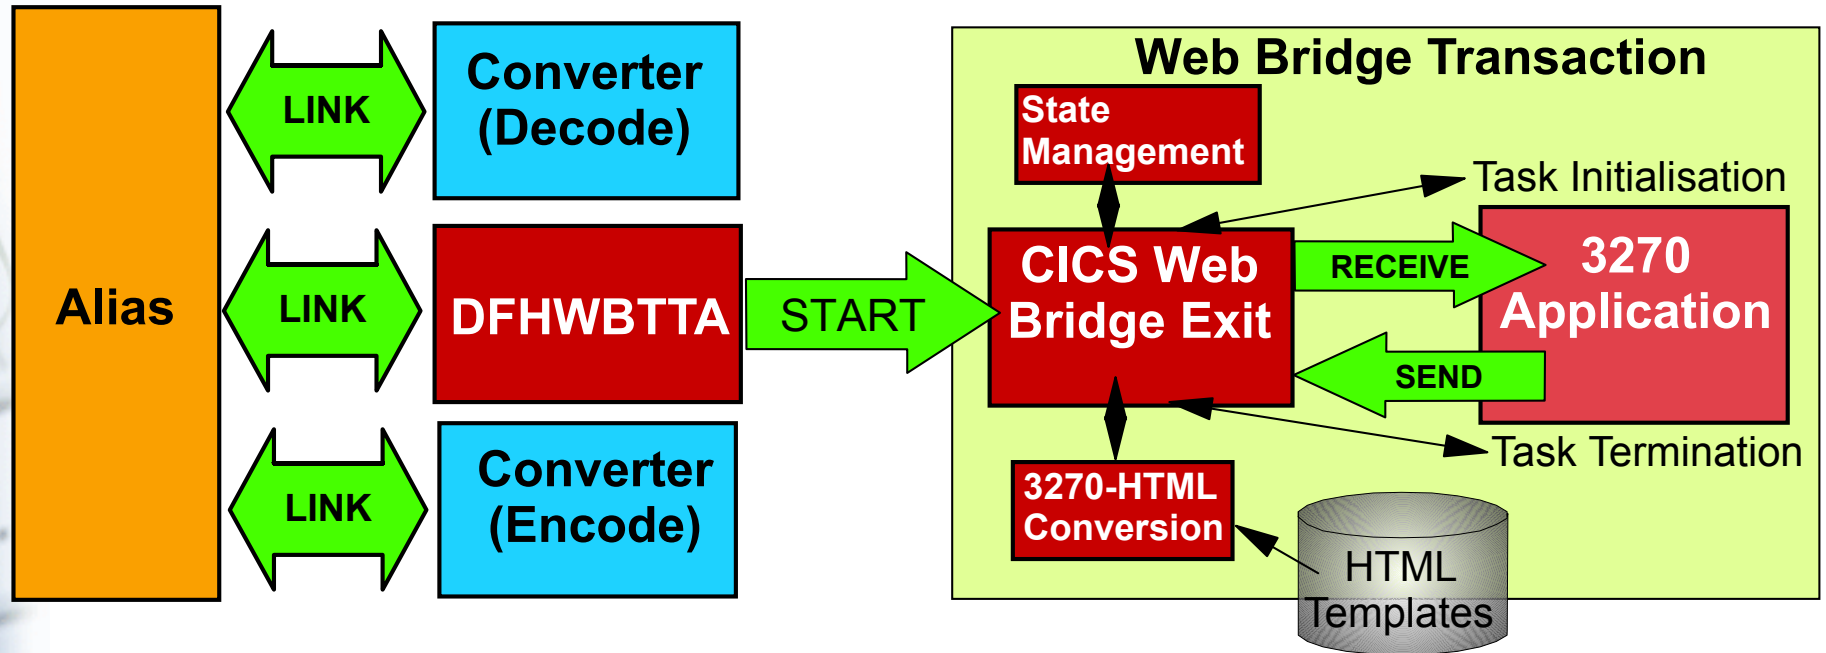 Alias
LINK
Converter
(Decode)
LINK
DFHWBTTA
START
LINK
Converter
(Encode)
Web Bridge Transaction
State
Management
Task Initialisation
CICS Web
Bridge Exit
RECEIVE
3270
Application
SEND
Task Termination
3270-HTML
Conversion
HTML
Templates